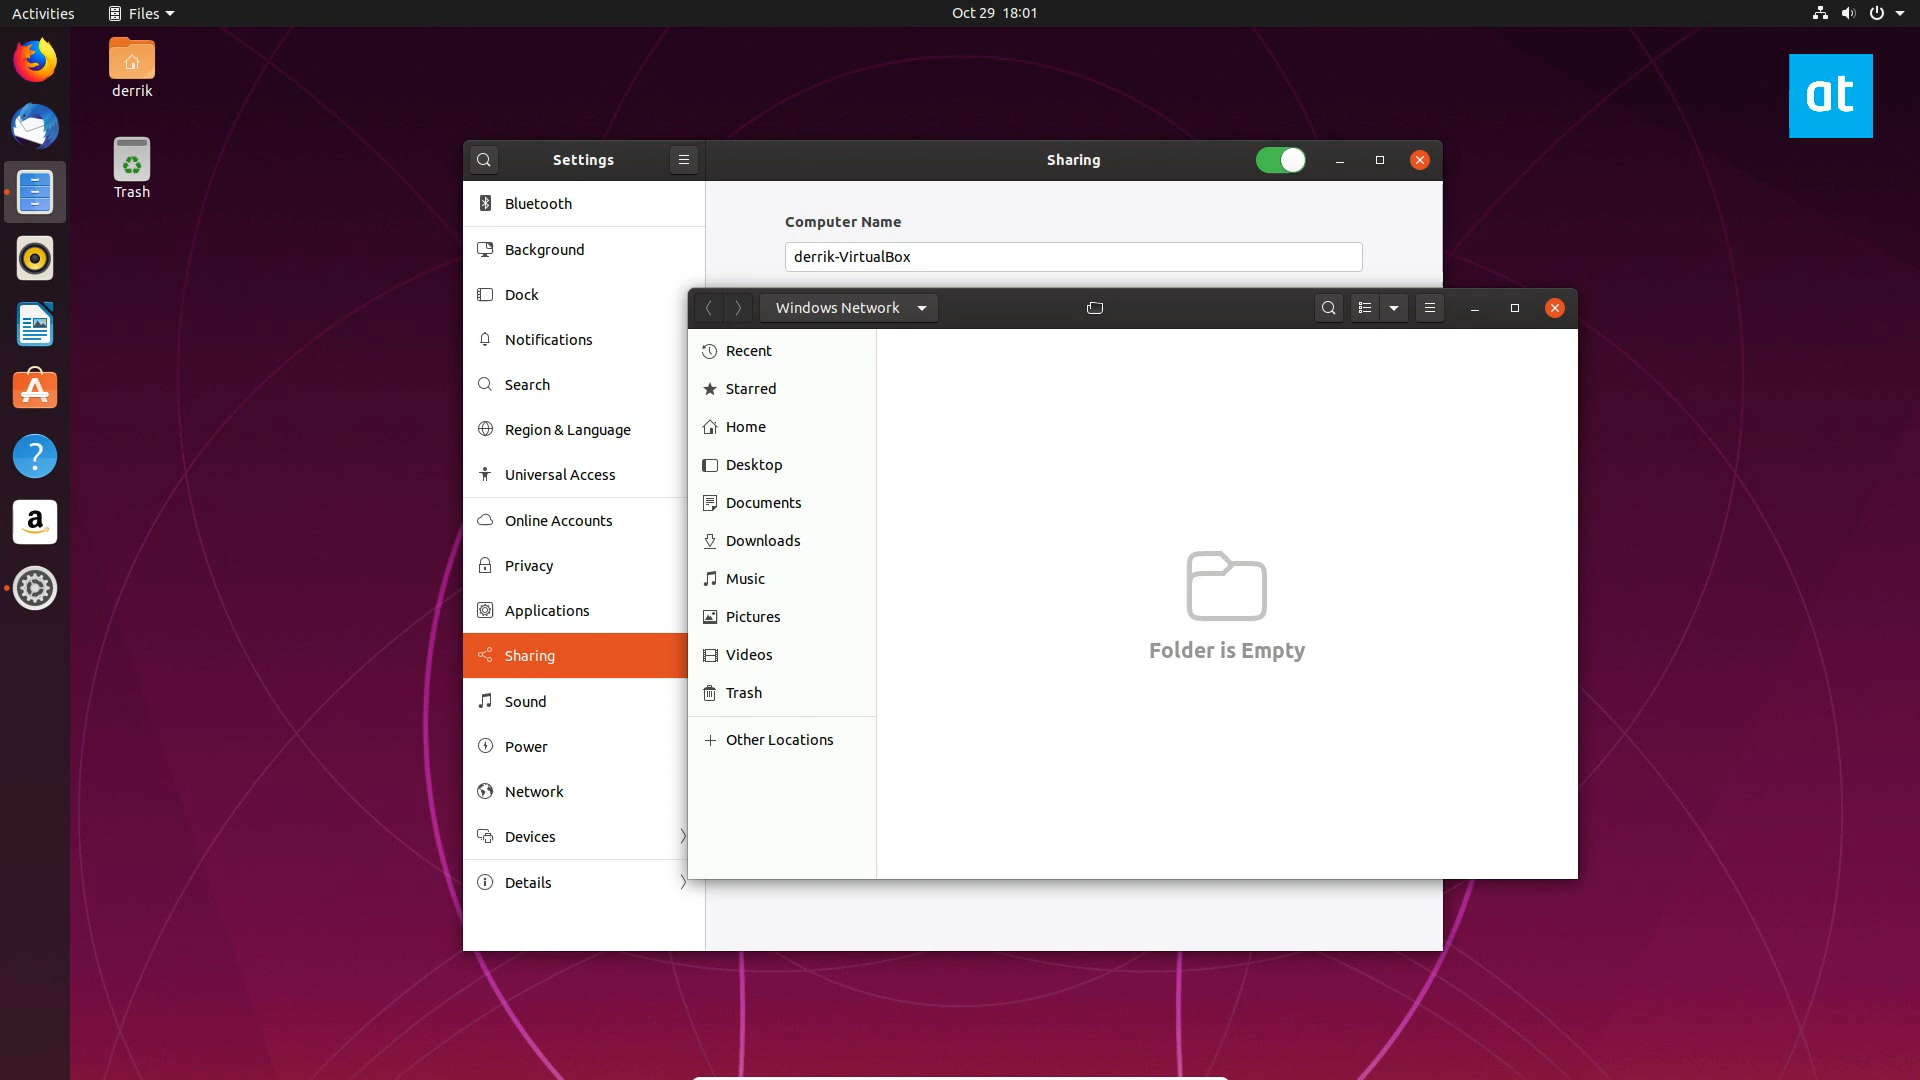 Activities
Files
Oct 29 18:01
derrik
Trash
at
Settings
Sharing
Bluetooth
Background
Dock
Notifications
Search
Region & Language
Universal Access
Online Accounts
Privacy
Applications
Sharing
Sound
Power
Network
Devices
Details
Computer Name
derrik-VirtualBox
Windows Network
Recent
Starred
Home
Desktop
Documents
Downloads
Music
Pictures
Videos
Trash
Other Locations
Folder is Empty
?
a